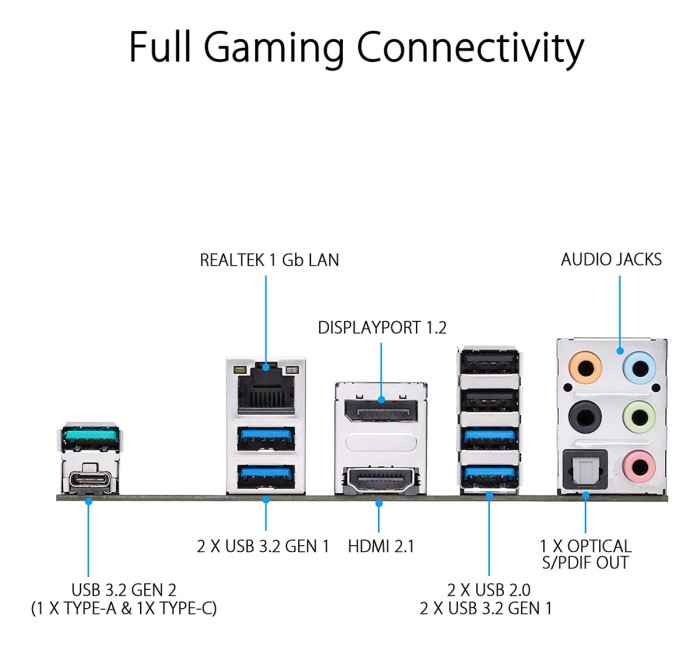 Full Gaming Connectivity
REALTEK 1 Gb LAN
AUDIO JACKS
DISPLAYPORT 1.2
2 X USB 3.2 GEN 1
HDMI 2.1
1 X OPTICAL
S/PDIF OUT
USB 3.2 GEN 2
(1 X TYPE-A & 1X TYPE-C)
2 X USB 2.0
2 X USB 3.2 GEN 1